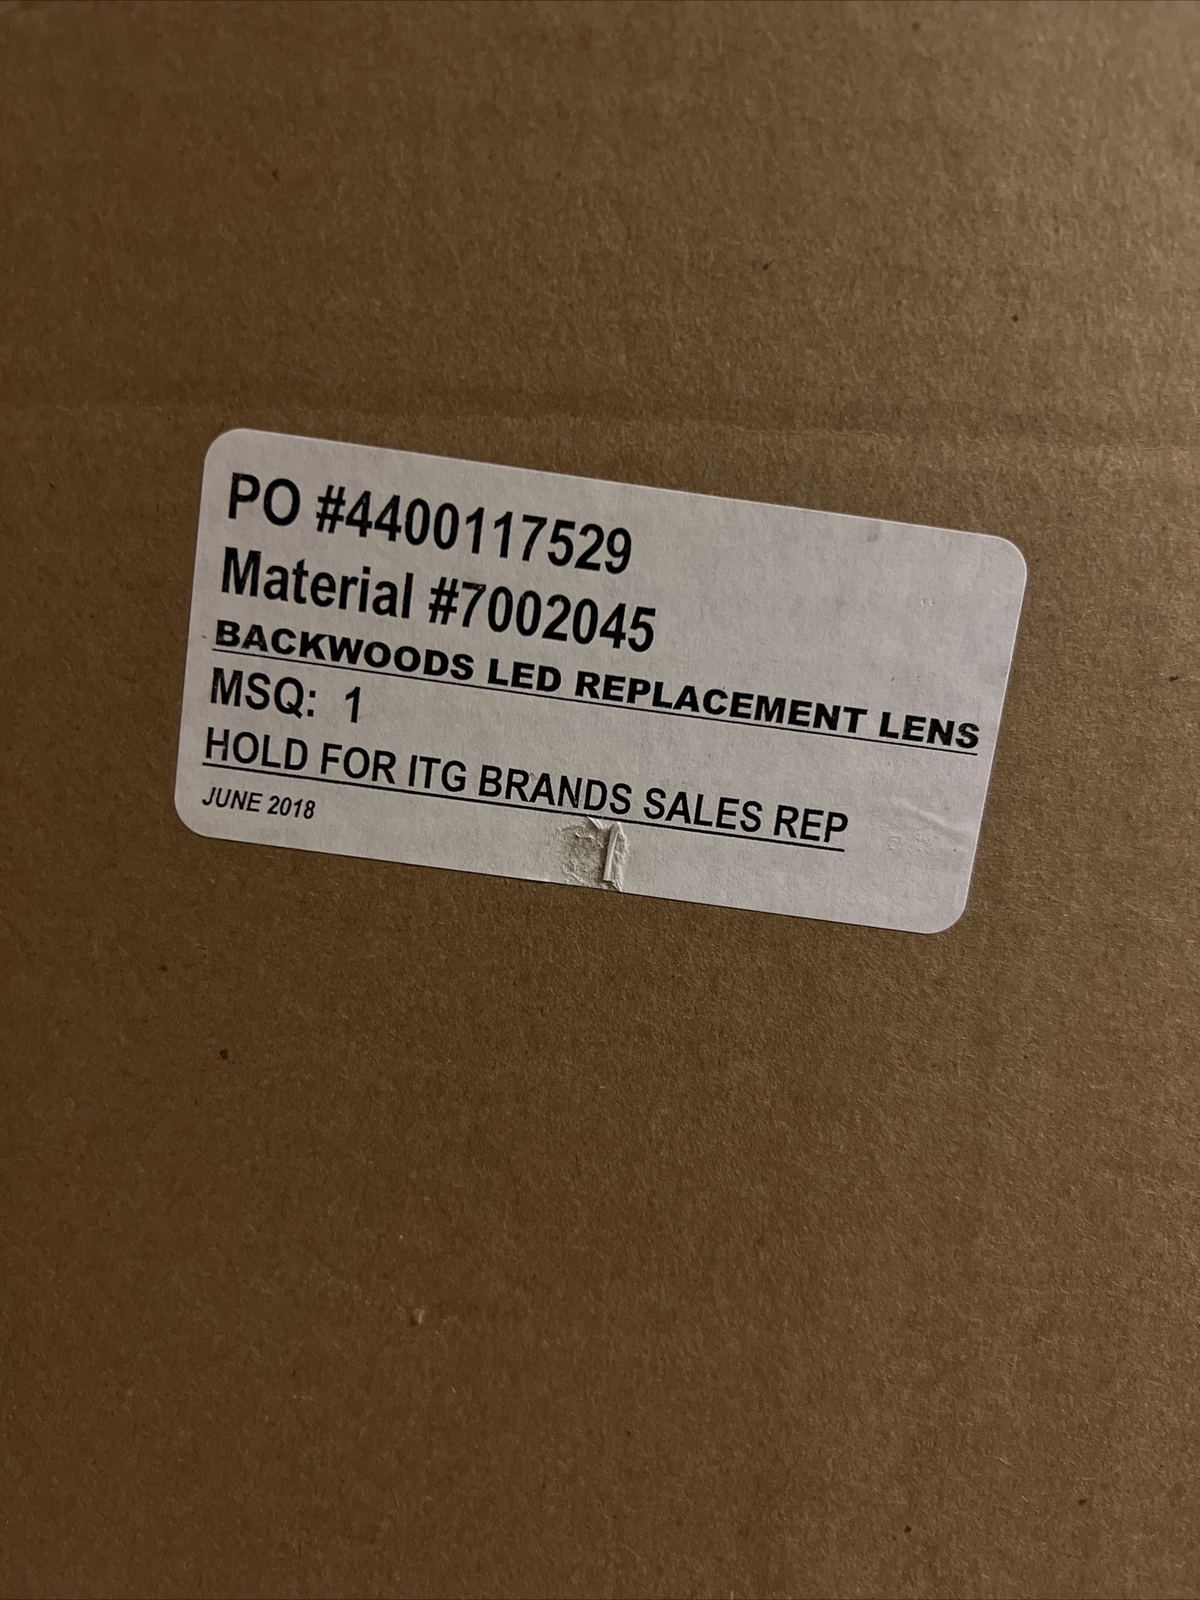 PO #4400117529
Material #7002045
BACKWOODS LED REPLACEMENT LENS
MSQ: 1
HOLD FOR ITG BRANDS SALES REP
JUNE 2018